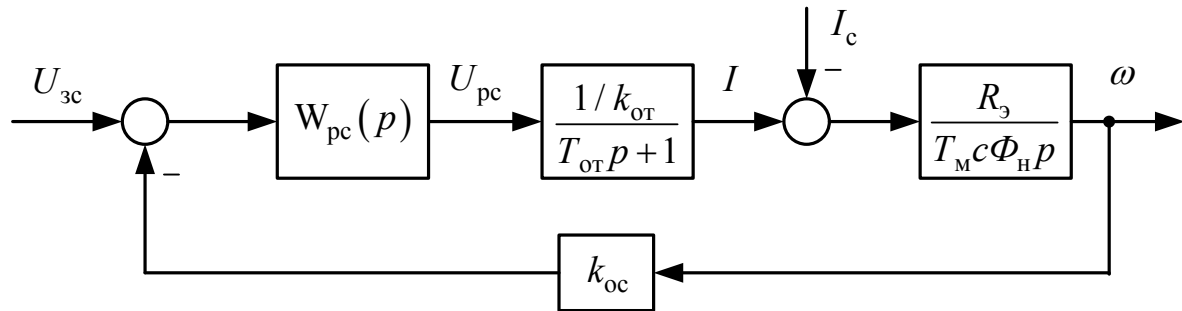 U_зс
–
W_рс(p)
U_рс
1/k_от
T_от p + 1
I
I_с
–
R_э
T_м cΦ_н p
ω
k_ос